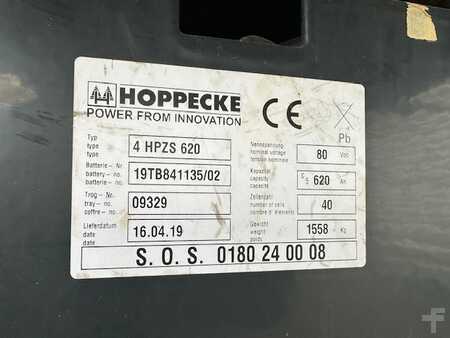 HOPPECKE
POWER FROM INNOVATION
CE
Pb
Typ
type
type
4 HPZS 620
Nennspannung
nominal voltage
tension nominale
80 Volt
Batterie-Nr.
battery-no.
batterie-no.
19TB841135/02
Kapazität
capacity
capacité
620 Ah
Trog-Nr.
tray-no.
coffre-no.
09329
Zellenzahl
number of cells
nombre d' élements
40
Lieferdatum
date
date
16.04.19
Gewicht
weight
poids
1558 Kg
S. O. S. 0180 24 00 08